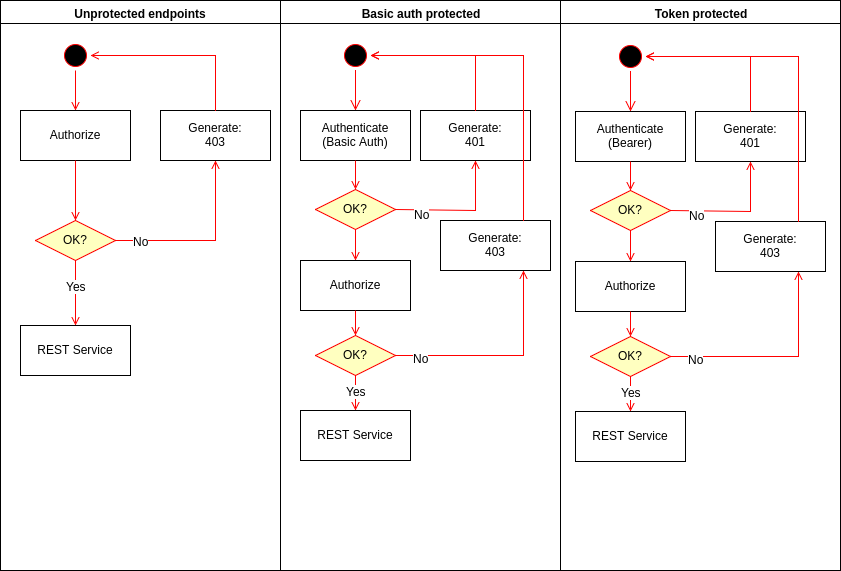 Unprotected endpoints
Authorize
Generate:
403
OK?
No
Yes
REST Service
Basic auth protected
Authenticate
(Basic Auth)
Generate:
401
OK?
No
Generate:
403
Authorize
OK?
No
Yes
REST Service
Token protected
Authenticate
(Bearer)
Generate:
401
OK?
No
Generate:
403
Authorize
OK?
No
Yes
REST Service